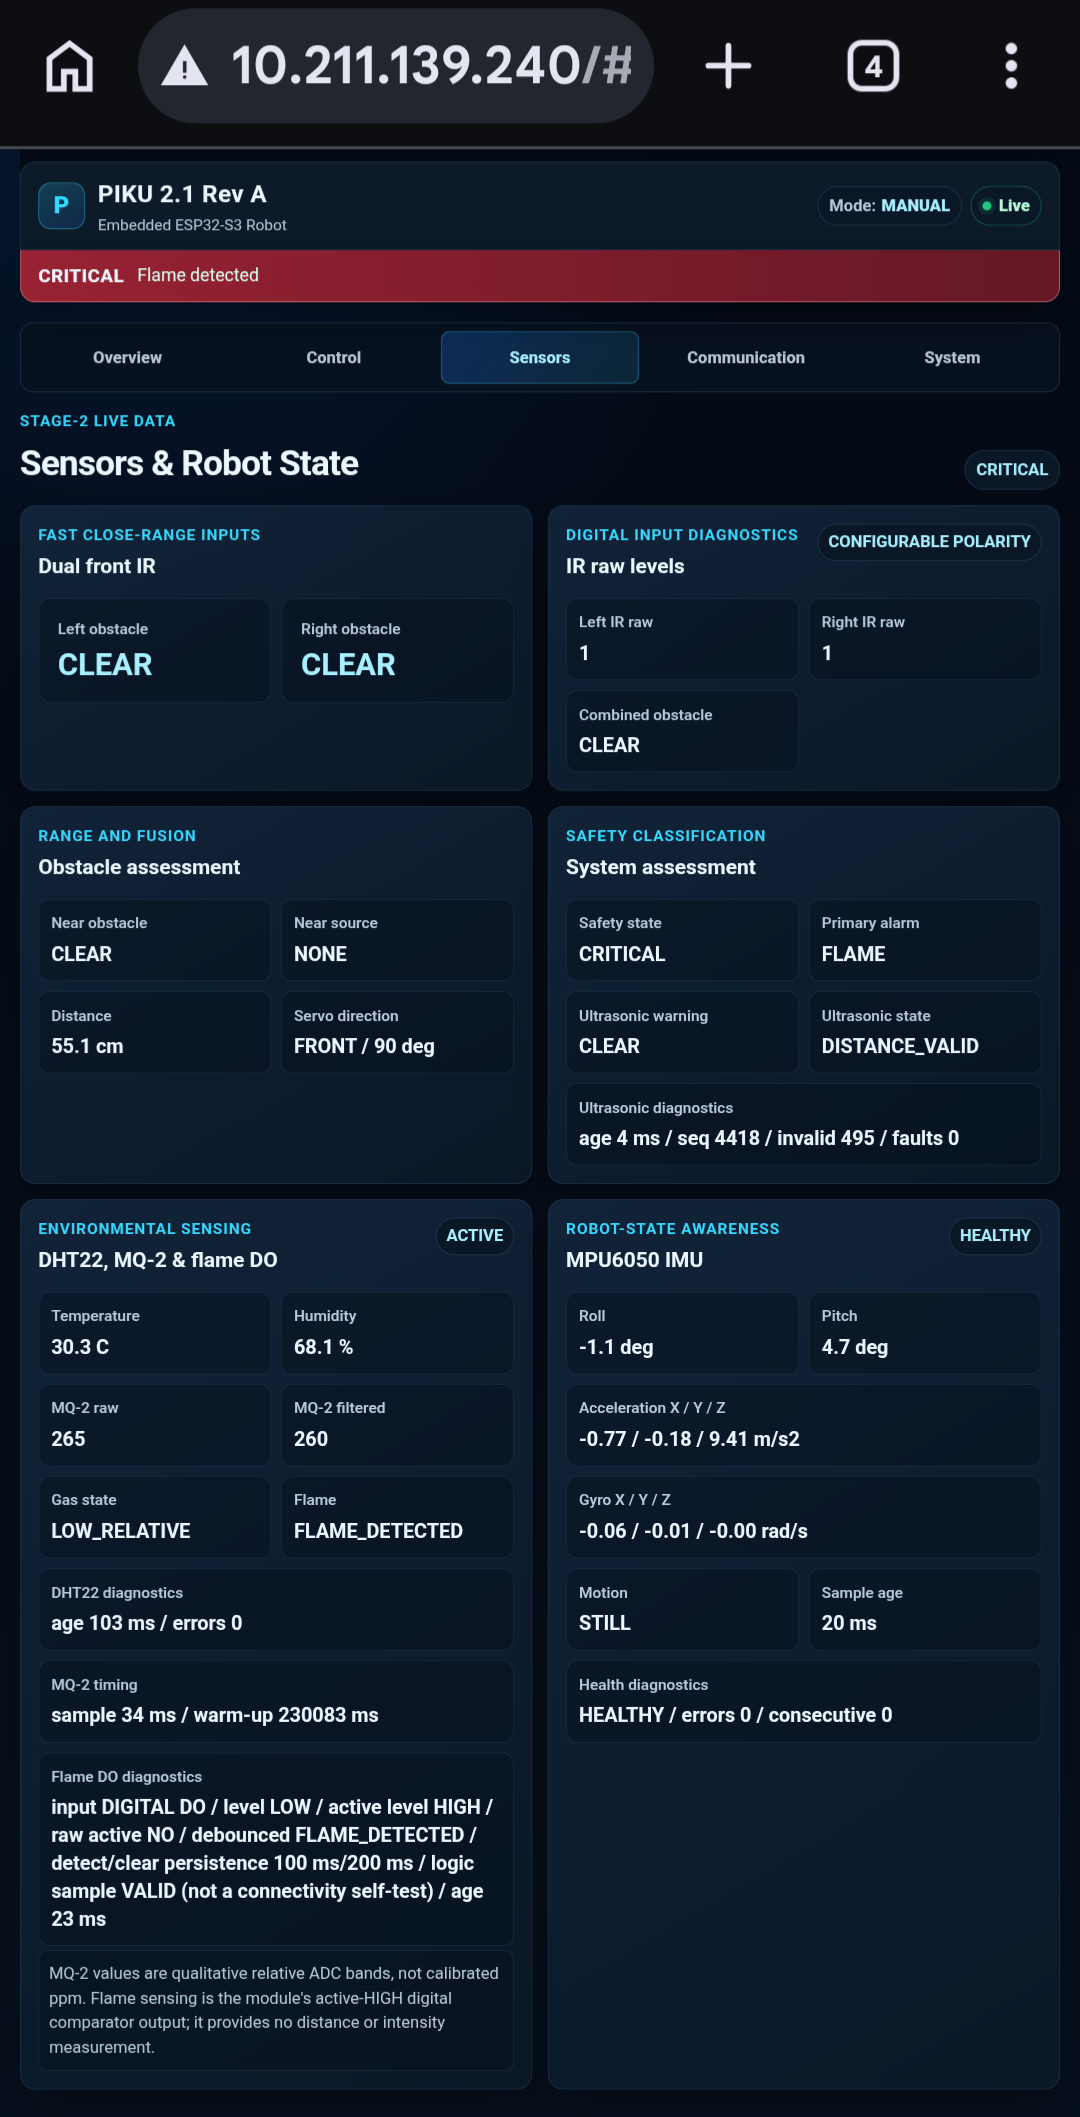 10.211.139.240/#
4
P
PIKU 2.1 Rev A
Embedded ESP32-S3 Robot
Mode: MANUAL
Live
CRITICAL Flame detected
Overview
Control
Sensors
Communication
System
STAGE-2 LIVE DATA
Sensors & Robot State
CRITICAL
FAST CLOSE-RANGE INPUTS
Dual front IR
Left obstacle
CLEAR
Right obstacle
CLEAR
DIGITAL INPUT DIAGNOSTICS
IR raw levels
CONFIGURABLE POLARITY
Left IR raw
1
Right IR raw
1
Combined obstacle
CLEAR
RANGE AND FUSION
Obstacle assessment
Near obstacle
CLEAR
Near source
NONE
Distance
55.1 cm
Servo direction
FRONT / 90 deg
SAFETY CLASSIFICATION
System assessment
Safety state
CRITICAL
Primary alarm
FLAME
Ultrasonic warning
CLEAR
Ultrasonic state
DISTANCE_VALID
Ultrasonic diagnostics
age 4 ms / seq 4418 / invalid 495 / faults 0
ENVIRONMENTAL SENSING
DHT22, MQ-2 & flame DO
ACTIVE
Temperature
30.3 C
Humidity
68.1 %
MQ-2 raw
265
MQ-2 filtered
260
Gas state
LOW_RELATIVE
Flame
FLAME_DETECTED
DHT22 diagnostics
age 103 ms / errors 0
MQ-2 timing
sample 34 ms / warm-up 230083 ms
Flame DO diagnostics
input DIGITAL DO / level LOW / active level HIGH /
raw active NO / debounced FLAME_DETECTED /
detect/clear persistence 100 ms/200 ms / logic
sample VALID (not a connectivity self-test) / age
23 ms
MQ-2 values are qualitative relative ADC bands, not calibrated
ppm. Flame sensing is the module's active-HIGH digital
comparator output; it provides no distance or intensity
measurement.
ROBOT-STATE AWARENESS
MPU6050 IMU
HEALTHY
Roll
-1.1 deg
Pitch
4.7 deg
Acceleration X / Y / Z
-0.77 / -0.18 / 9.41 m/s2
Gyro X / Y / Z
-0.06 / -0.01 / -0.00 rad/s
Motion
STILL
Sample age
20 ms
Health diagnostics
HEALTHY / errors 0 / consecutive 0